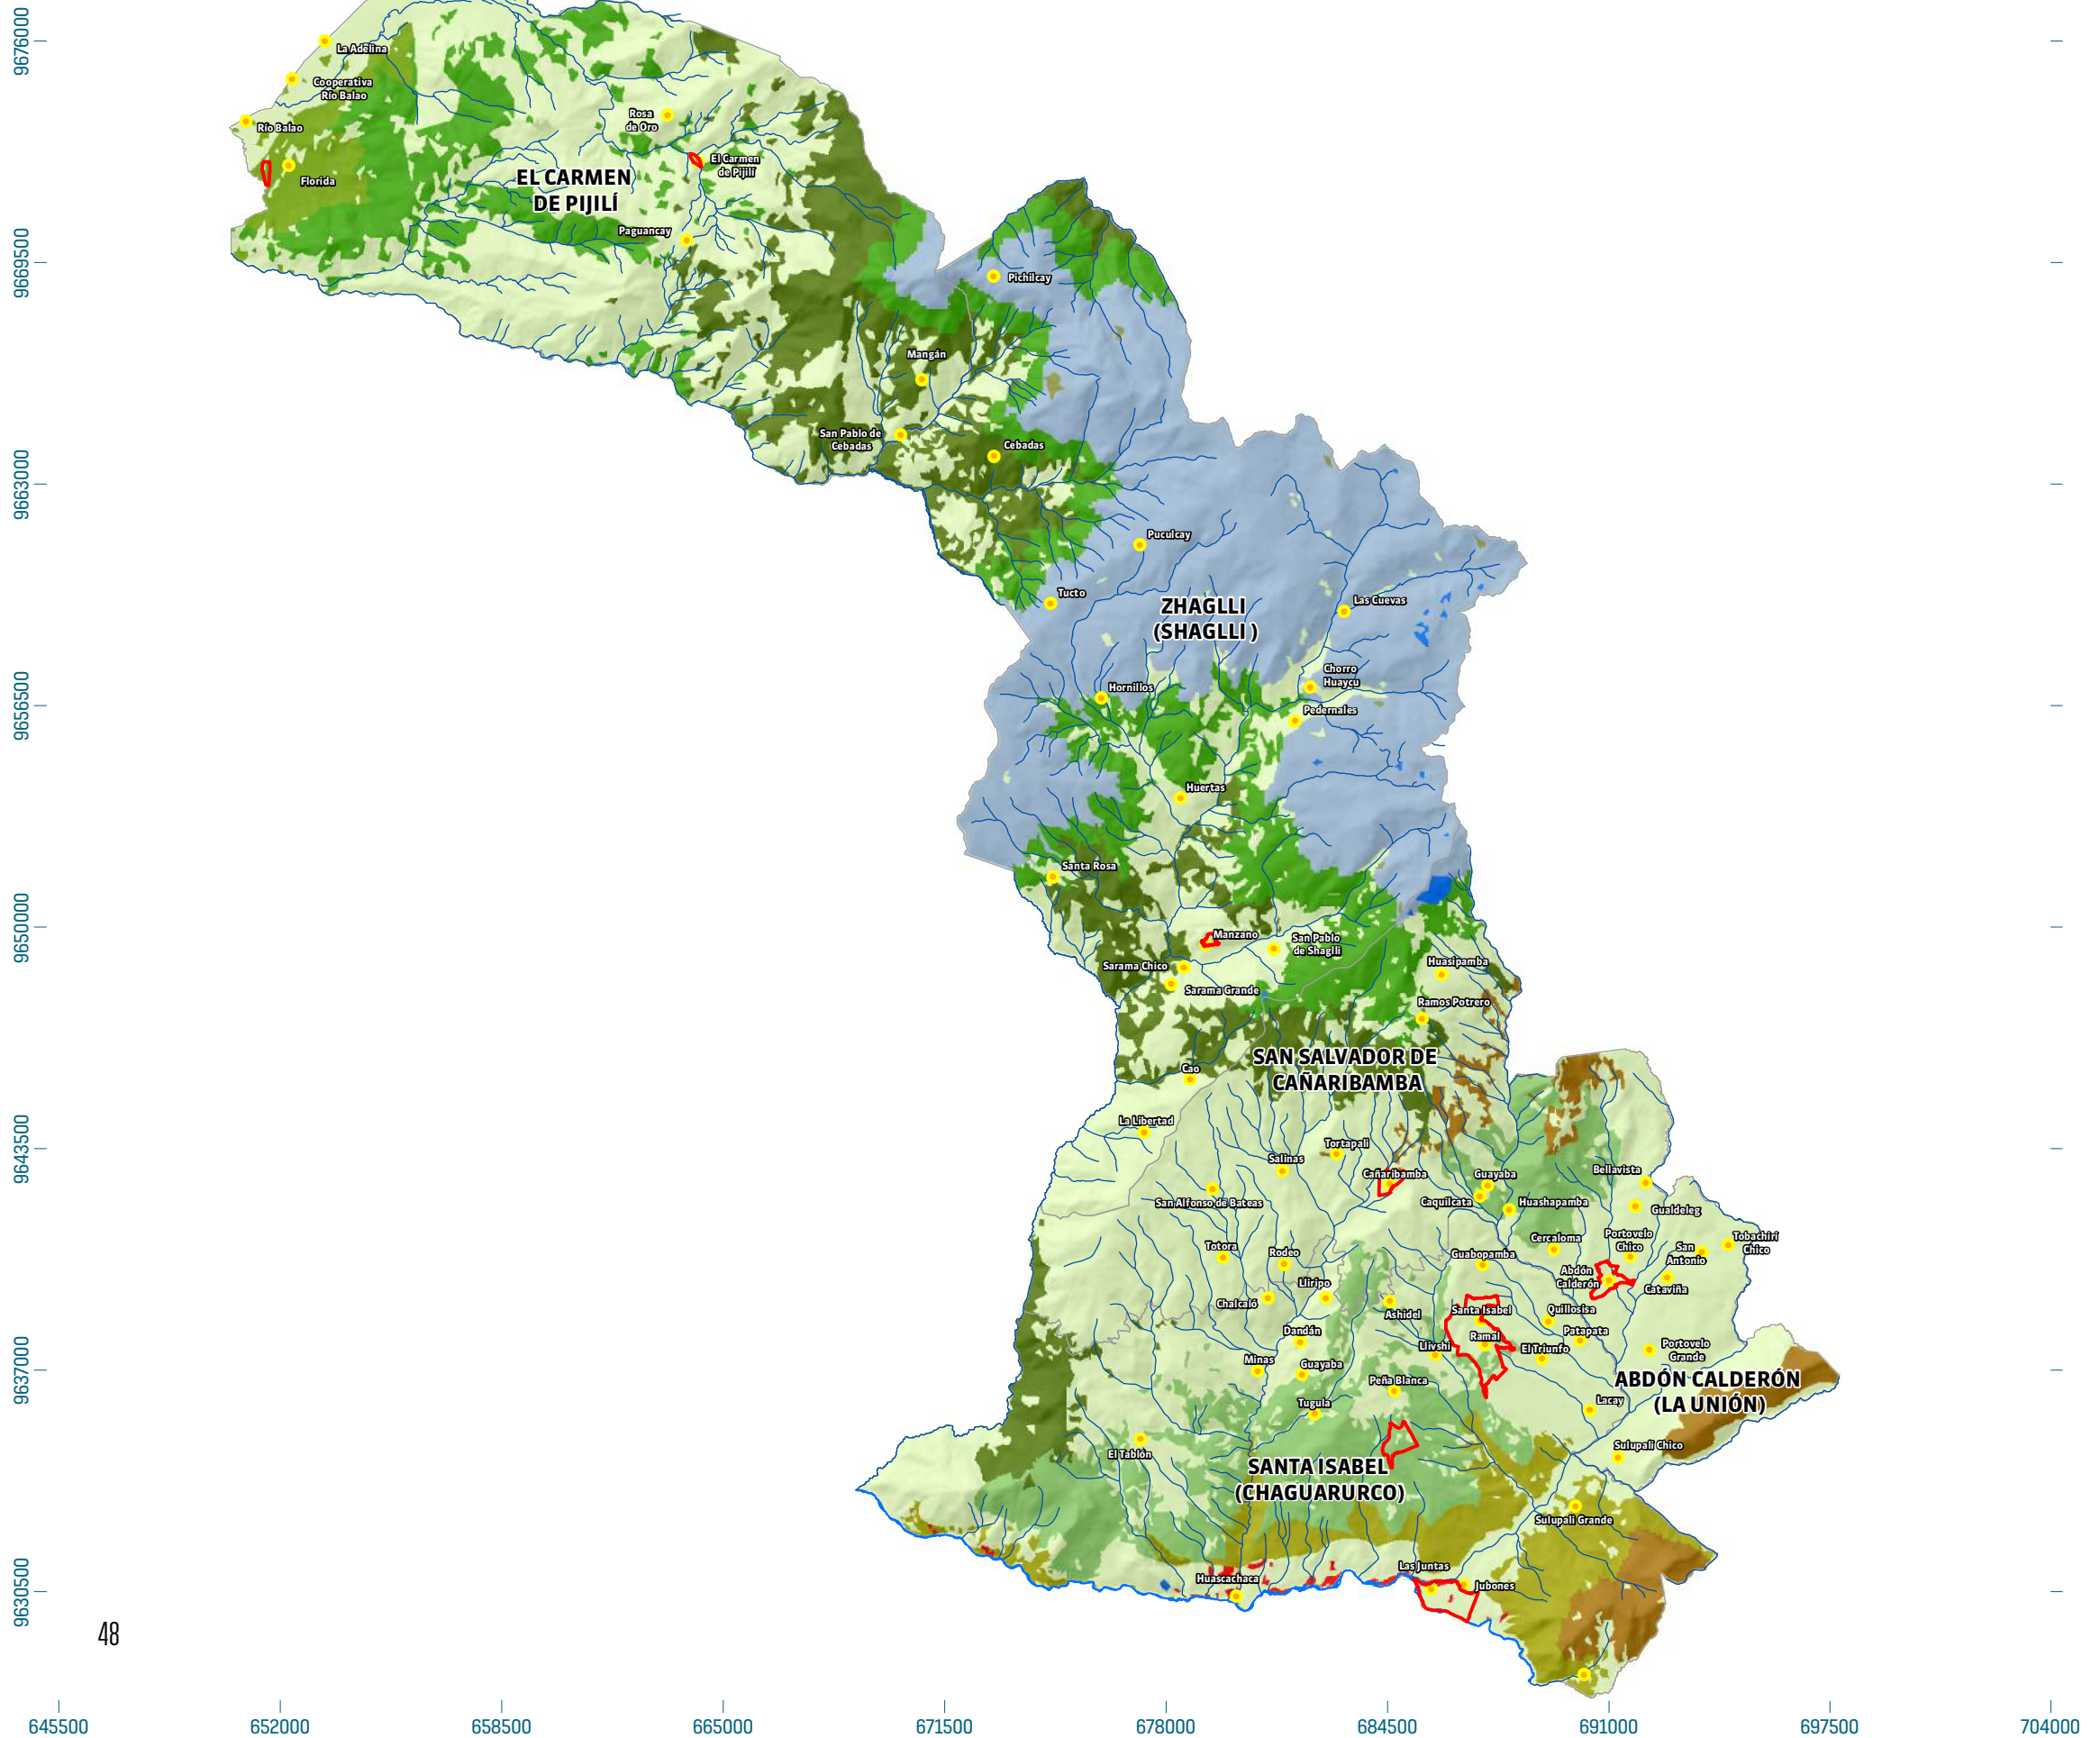 9676000
La Adelina
Cooperativa
Río Balao
Río Balao
Rosa
de Oro
El Carmen
de Pijilí
Florida
EL CARMEN
DE PIJILÍ
Paguancay
9669500
Pichilcay
Mangán
San Pablo de
Cebadas
Cebadas
9663000
Puculcay
Tucto
Las Cuevas
ZHAGLLI
(SHAGLLI )
Chorro
Huaycu
Hornillos
Pedernales
9656500
Huertas
Santa Rosa
9650000
Manzano
San Pablo
de Shaglli
Sarama Chico
Huasipamba
Sarama Grande
Ramos Potrero
SAN SALVADOR DE
CAÑARIBAMBA
Cao
La Libertad
9643500
Tortapali
Salinas
Cañaribamba
Guayaba
Bellavista
San Alfonso de Bateas
Caquilcata
Huashapamba
Gualdeleg
Totora
Rodeo
Guabopamba
Cercaloma
Portovelo
Chico
San
Antonio
Tobachirí
Chico
Lliripo
Abdón
Calderón
Cataviña
Chalcaló
Ashidel
Santa Isabel
Quillosisa
Dandán
Ramal
Patapata
Llivshi
El Triunfo
Portovelo
Grande
9637000
Minas
Guayaba
Peña Blanca
ABDÓN CALDERÓN
(LA UNIÓN)
Tugula
Lacay
El Tablón
Sulupali Chico
SANTA ISABEL
(CHAGUARURCO)
Sulupali Grande
Las Juntas
Huascachaca
Jubones
9630500
48
645500
652000
658500
665000
671500
678000
684500
691000
697500
704000